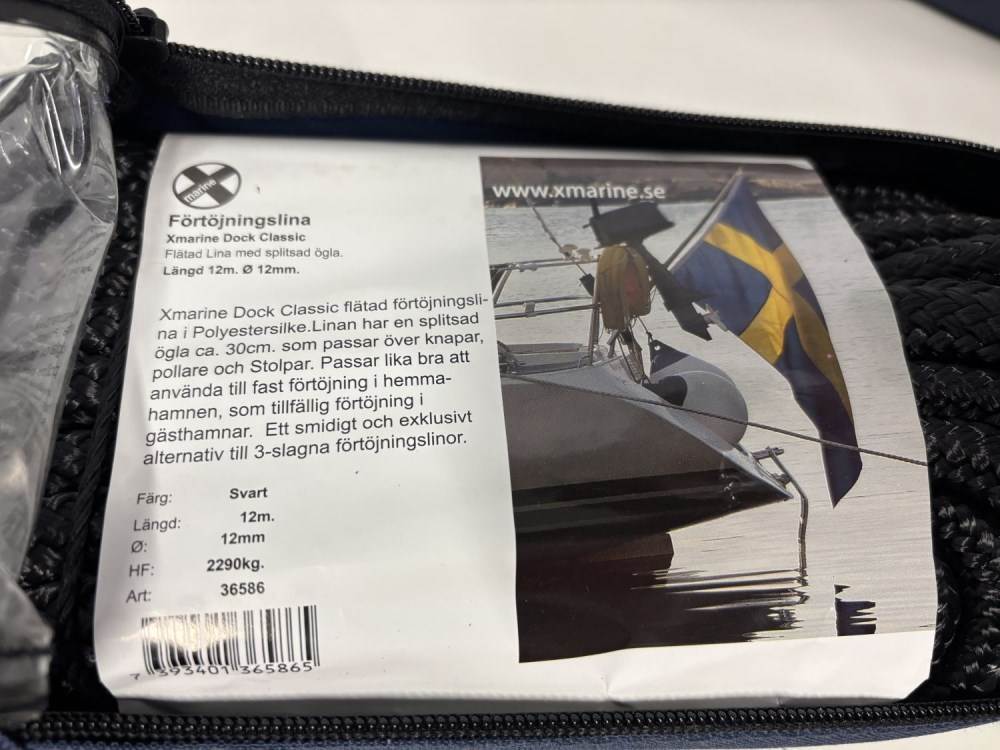 marine
www.xmarine.se
Förtöjningslina
Xmarine Dock Classic
Flätad Lina med splitsad ögla.
Längd 12m. Ø 12mm.
Xmarine Dock Classic flätad förtöjningsli-
na i Polyestersilke.Linan har en splitsad
ögla ca. 30cm. som passar över knapar,
pollare och Stolpar. Passar lika bra att
använda till fast förtöjning i hemma-
hamnen, som tillfällig förtöjning i
gästhamnar. Ett smidigt och exklusivt
alternativ till 3-slagna förtöjningslinor.
Färg: Svart
Längd: 12m.
Ø: 12mm
HF: 2290kg.
Art: 36586
7 393401 365865